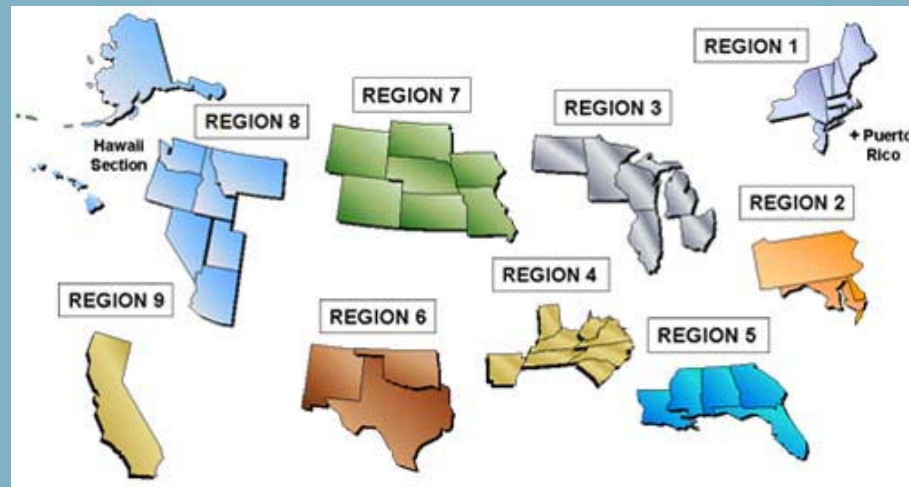 REGION 1
REGION 7
REGION 3
REGION 8
Hawaii
Section
+ Puerto
Rico
REGION 2
REGION 4
REGION 9
REGION 6
REGION 5